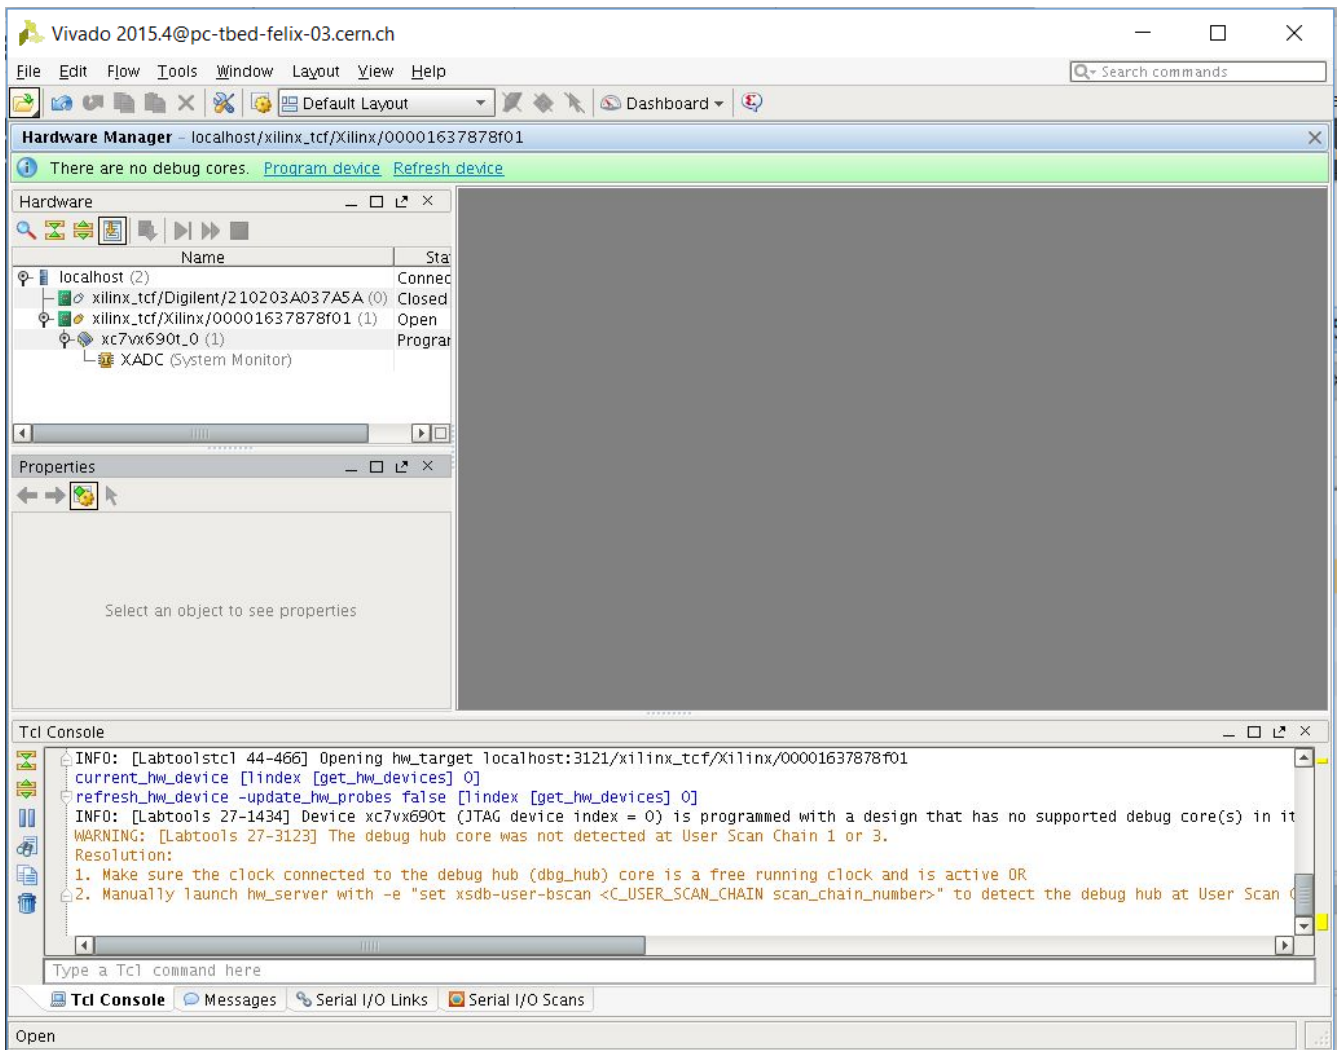 Vivado 2015.4@pc-tbed-felix-03.cern.ch
File Edit Flow Tools Window Layout View Help
Search commands
Default Layout
Dashboard
Hardware Manager - localhost/xilinx_tcf/Xilinx/00001637878f01
There are no debug cores. Program device Refresh device
Hardware
Name Sta
localhost (2) Connec
xilinx_tcf/Digilent/210203A037A5A (0) Closed
xilinx_tcf/Xilinx/00001637878f01 (1) Open
xc7vx690t_0 (1) Program
XADC (System Monitor)
Properties
Select an object to see properties
Tcl Console
INFO: [Labtoolstcl 44-466] Opening hw_target localhost:3121/xilinx_tcf/Xilinx/00001637878f01
current_hw_device [lindex [get_hw_devices] 0]
refresh_hw_device -update_hw_probes false [lindex [get_hw_devices] 0]
INFO: [Labtools 27-1434] Device xc7vx690t (JTAG device index = 0) is programmed with a design that has no supported debug core(s) in it
WARNING: [Labtools 27-3123] The debug hub core was not detected at User Scan Chain 1 or 3.
Resolution:
1. Make sure the clock connected to the debug hub (dbg_hub) core is a free running clock and is active OR
2. Manually launch hw_server with -e "set xsdb-user-bscan <C_USER_SCAN_CHAIN scan_chain_number>" to detect the debug hub at User Scan
Type a Tcl command here
Tcl Console Messages Serial I/O Links Serial I/O Scans
Open